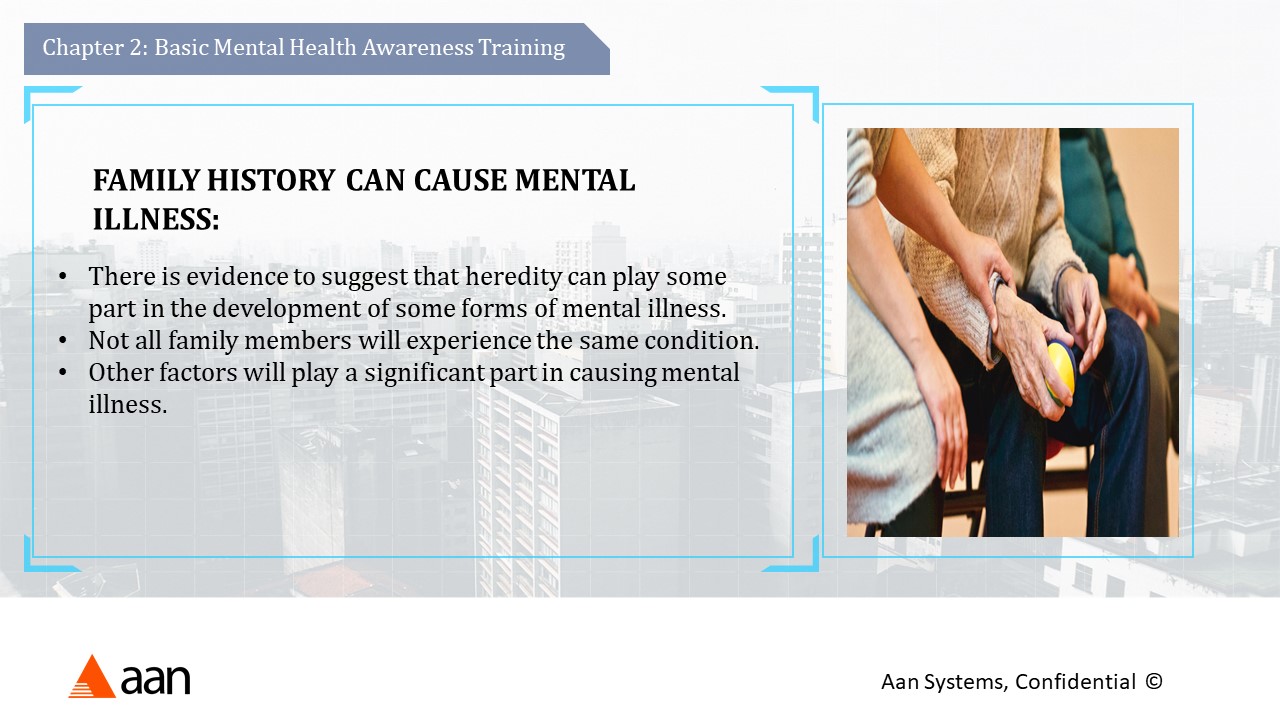 Chapter 2: Basic Mental Health Awareness Training
FAMILY HISTORY CAN CAUSE MENTAL
ILLNESS:
• There is evidence to suggest that heredity can play some
part in the development of some forms of mental illness.
• Not all family members will experience the same condition.
• Other factors will play a significant part in causing mental
illness.
aan
Aan Systems, Confidential ©